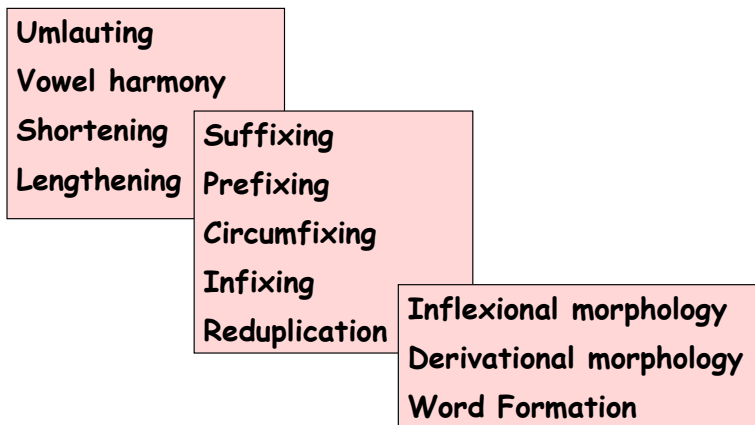 Umlauting
Vowel harmony
Shortening
Lengthening
Suffixing
Prefixing
Circumfixing
Infixing
Reduplication
Inflexional morphology
Derivational morphology
Word Formation